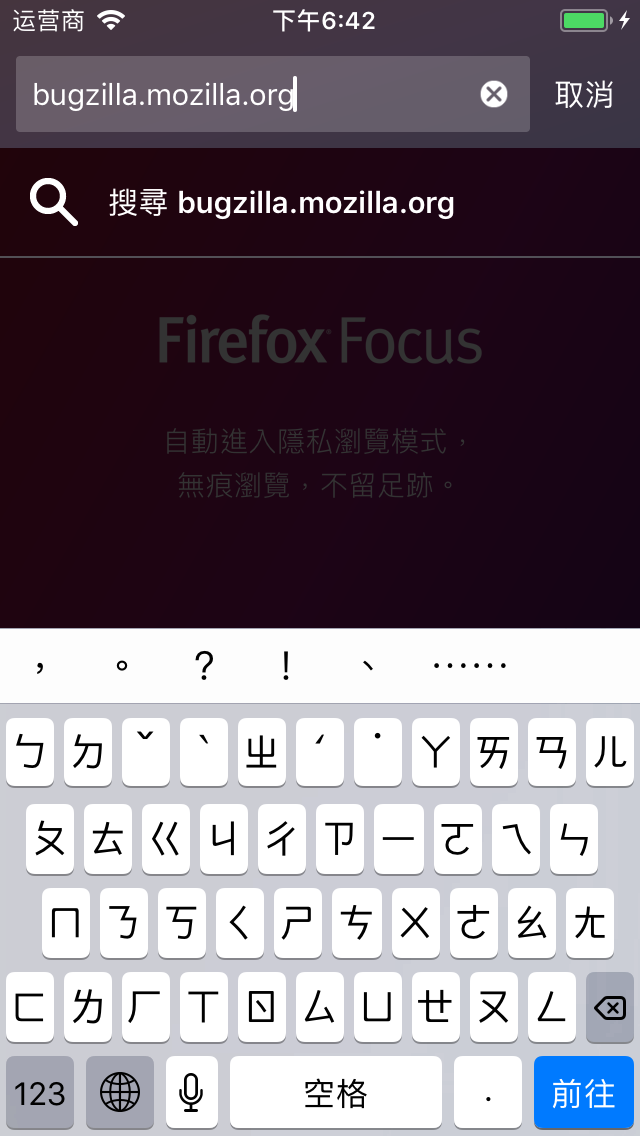 运营商 下午6:42
bugzilla.mozilla.org 取消
搜尋 bugzilla.mozilla.org
Firefox Focus
自動進入隱私瀏覽模式，
無痕瀏覽，不留足跡。
， 。 ? ! 、 ……
ㄅ ㄉ ˇ ˋ ㄓ ˊ ˙ ㄚ ㄞ ㄢ ㄦ
ㄆ ㄊ ㄍ ㄐ ㄔ ㄗ 一 ㄛ ㄟ ㄣ
ㄇ ㄋ ㄎ ㄑ ㄕ ㄘ ㄨ ㄜ ㄠ ㄤ
ㄈ ㄌ ㄏ ㄒ ㄖ ㄙ ㄩ ㄝ ㄡ ㄥ
123 空格 . 前往